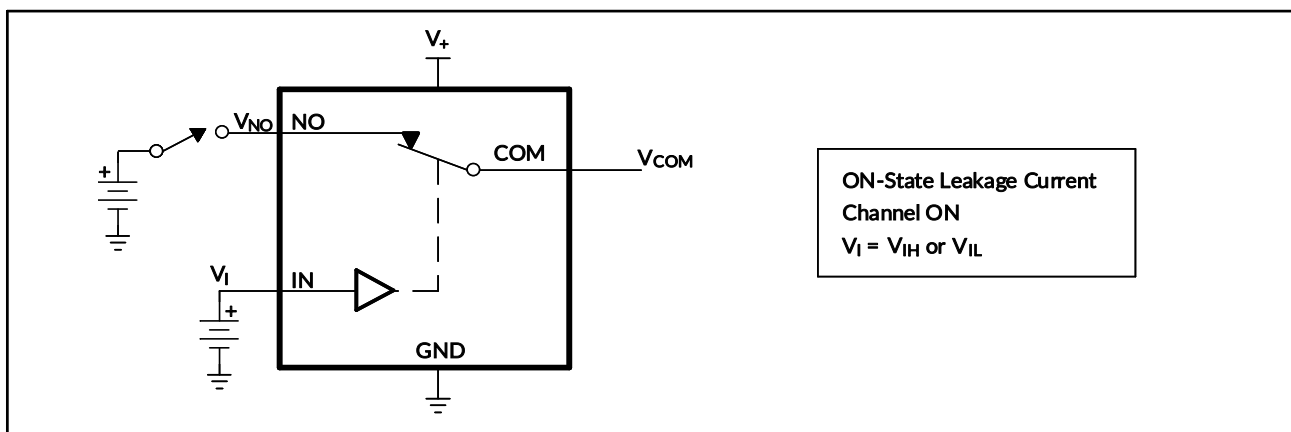 V+
VNO NO
COM
VCOM
+
VI IN
+
GND
ON-State Leakage Current
Channel ON
VI = VIH or VIL